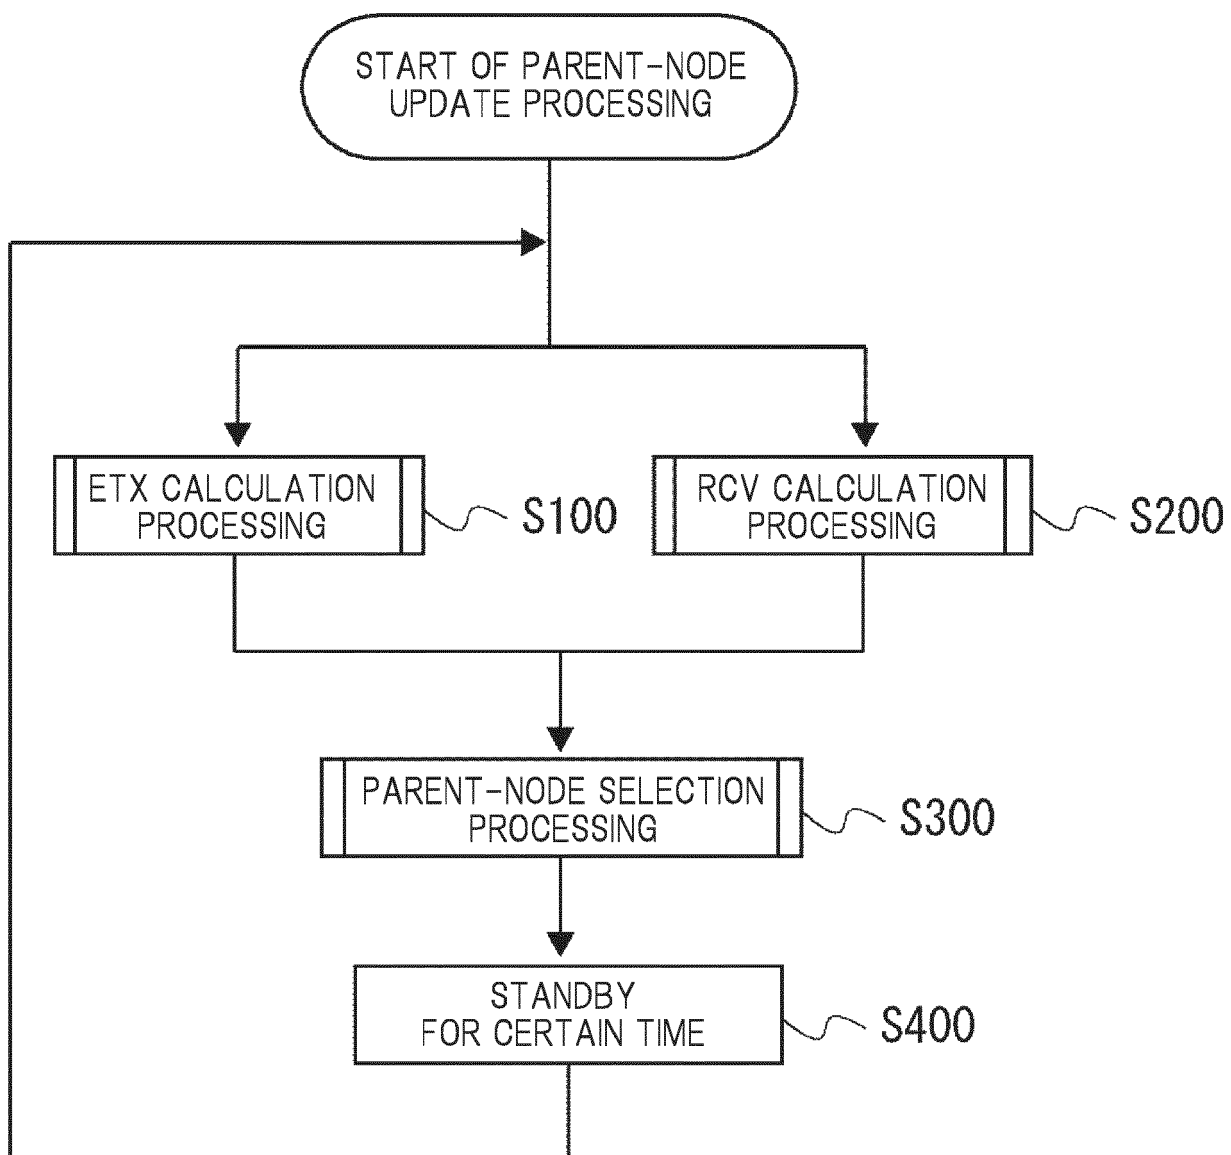 START OF PARENT-NODE
UPDATE PROCESSING
ETX CALCULATION
PROCESSING
S100
RCV CALCULATION
PROCESSING
S200
PARENT-NODE SELECTION
PROCESSING
S300
STANDBY
FOR CERTAIN TIME
S400